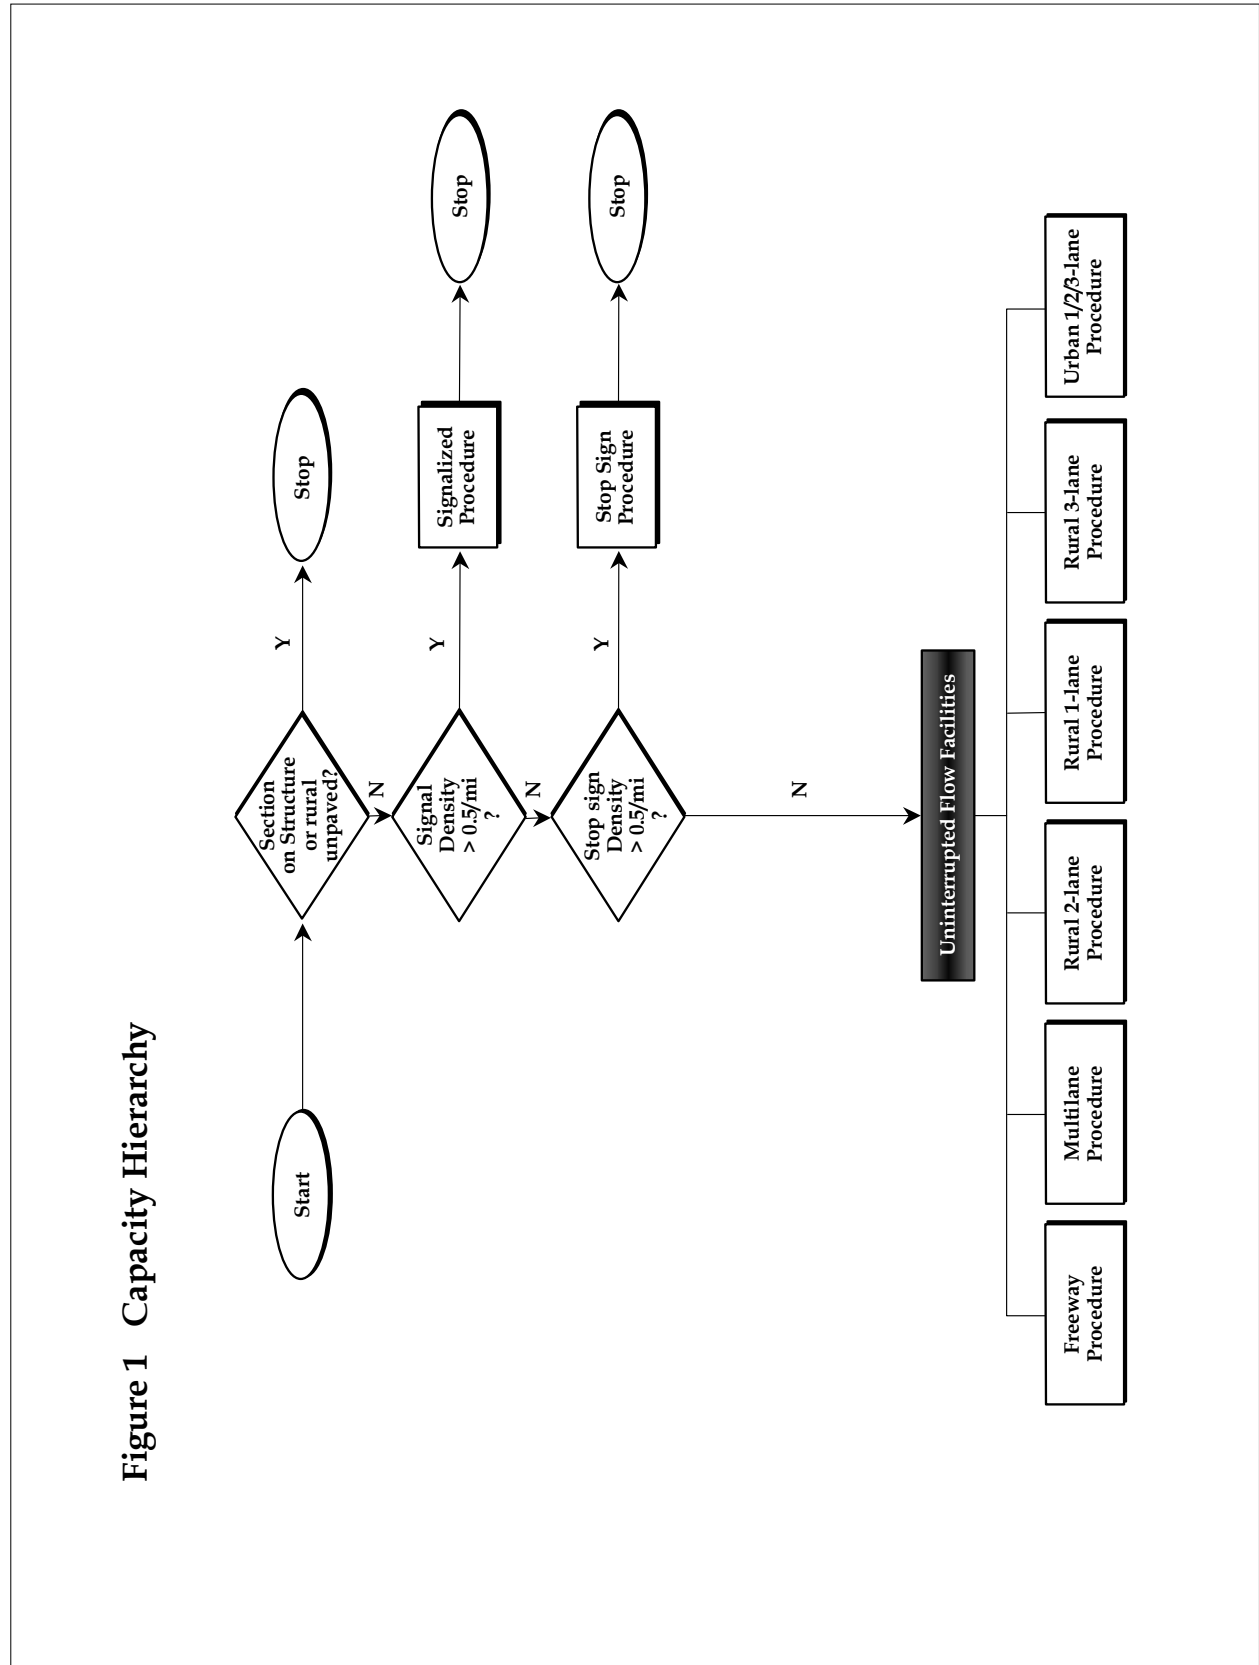 Figure 1 Capacity Hierarchy
Start
Section
on Structure
or rural
unpaved?
Y
Stop
N
Signal
Density
> 0.5/mi
?
Y
Signalized
Procedure
Stop
N
Stop sign
Density
> 0.5/mi
?
Y
Stop Sign
Procedure
Stop
N
Uninterrupted Flow Facilities
Freeway
Procedure
Multilane
Procedure
Rural 2-lane
Procedure
Rural 1-lane
Procedure
Rural 3-lane
Procedure
Urban 1/2/3-lane
Procedure